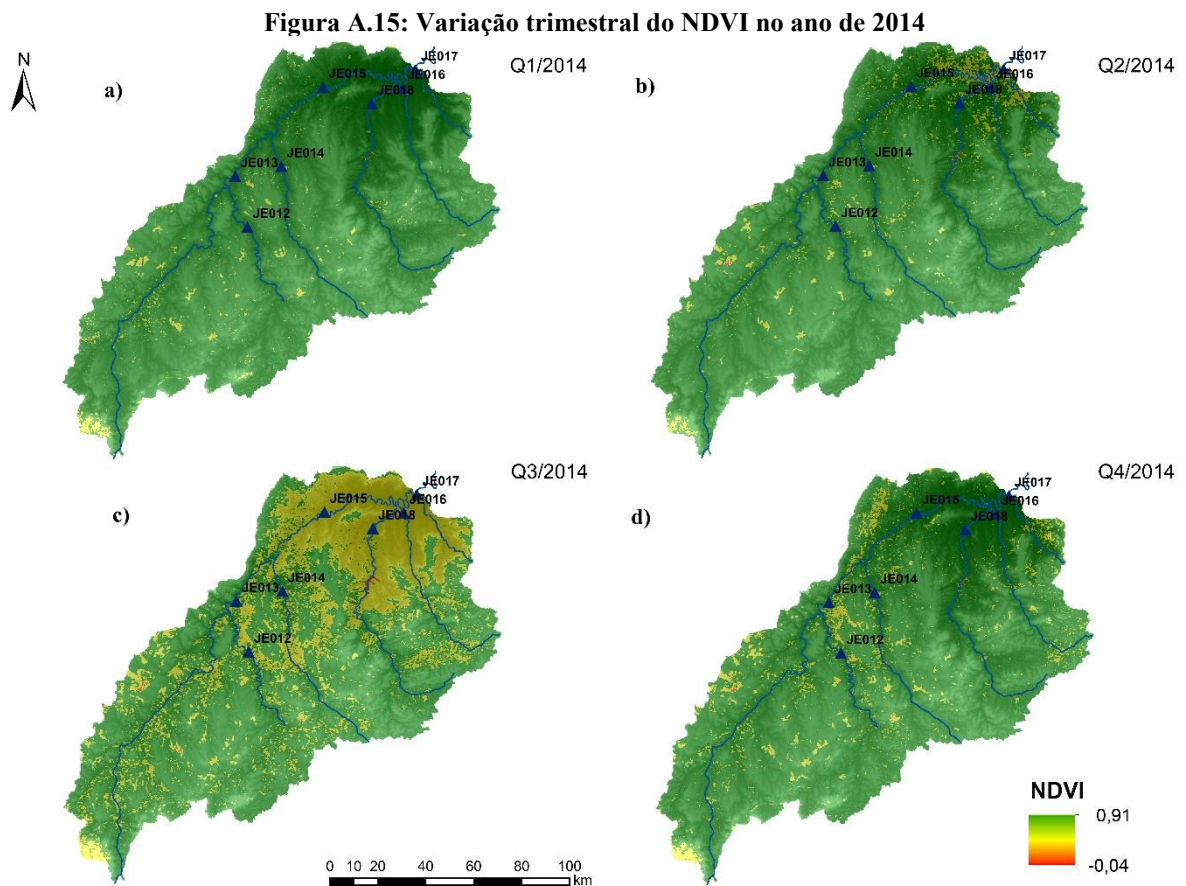 Figura A.15: Variação trimestral do NDVI no ano de 2014
N
a)
Q1/2014
JE017
JE016
JE015
JE018
JE014
JE013
JE012
b)
Q2/2014
JE017
JE016
JE015
JE018
JE014
JE013
JE012
c)
Q3/2014
JE017
JE016
JE015
JE018
JE014
JE013
JE012
d)
Q4/2014
JE017
JE016
JE015
JE018
JE014
JE013
JE012
NDVI
0,91
-0,04
0 10 20 40 60 80 100
km